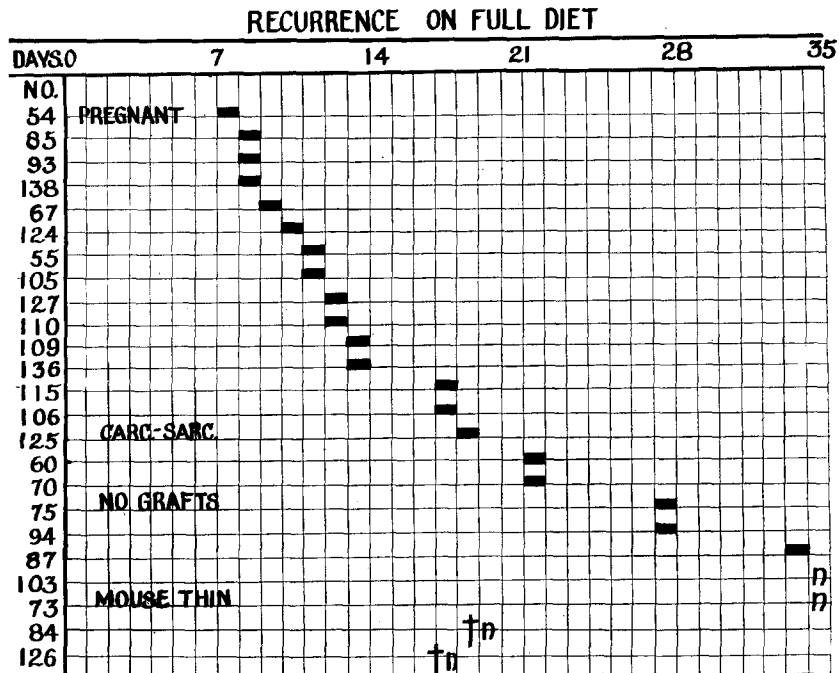 RECURRENCE ON FULL DIET
DAYS.0 7 14 21 28 35
NO.
54 PREGNANT
85
93
138
67
124
55
105
127
110
109
136
115
106
125 CARC.-SARC.
60
70
75 NO GRAFTS
94
87
103 n
73 MOUSE THIN n
84 †n
126 †n